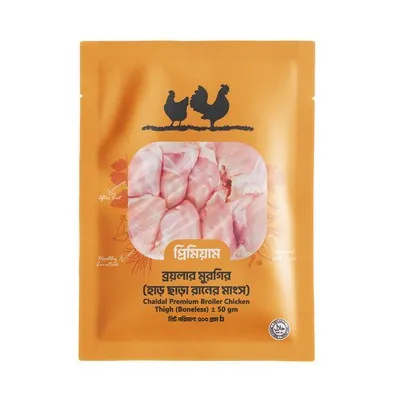 প্রিমিয়াম
ব্রয়লার মুরগির
(হাড় ছাড়া রানের মাংস)
Chaldal Premium Broiler Chicken
Thigh (Boneless) ± 50 gm